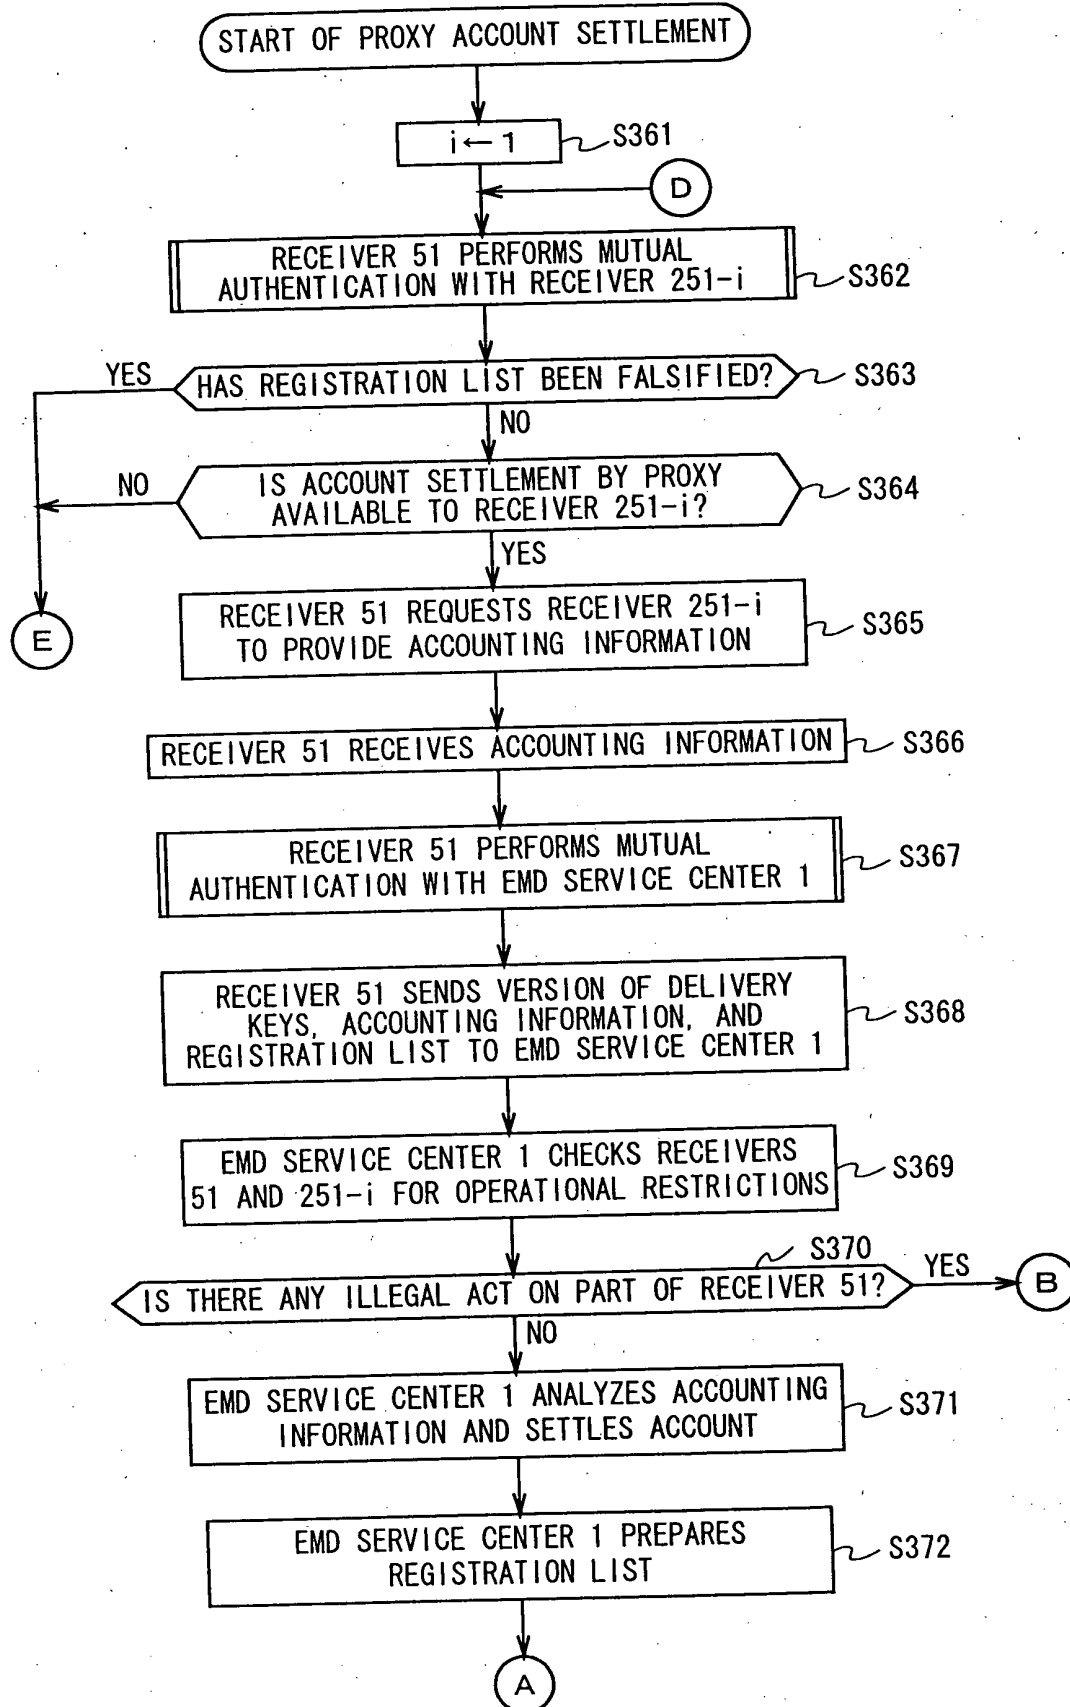 START OF PROXY ACCOUNT SETTLEMENT
i ← 1
S361
D
RECEIVER 51 PERFORMS MUTUAL
AUTHENTICATION WITH RECEIVER 251-i
S362
YES
HAS REGISTRATION LIST BEEN FALSIFIED?
S363
NO
NO
IS ACCOUNT SETTLEMENT BY PROXY
AVAILABLE TO RECEIVER 251-i?
S364
YES
E
RECEIVER 51 REQUESTS RECEIVER 251-i
TO PROVIDE ACCOUNTING INFORMATION
S365
RECEIVER 51 RECEIVES ACCOUNTING INFORMATION
S366
RECEIVER 51 PERFORMS MUTUAL
AUTHENTICATION WITH EMD SERVICE CENTER 1
S367
RECEIVER 51 SENDS VERSION OF DELIVERY
KEYS, ACCOUNTING INFORMATION, AND
REGISTRATION LIST TO EMD SERVICE CENTER 1
S368
EMD SERVICE CENTER 1 CHECKS RECEIVERS
51 AND 251-i FOR OPERATIONAL RESTRICTIONS
S369
S370
IS THERE ANY ILLEGAL ACT ON PART OF RECEIVER 51?
YES
B
NO
EMD SERVICE CENTER 1 ANALYZES ACCOUNTING
INFORMATION AND SETTLES ACCOUNT
S371
EMD SERVICE CENTER 1 PREPARES
REGISTRATION LIST
S372
A